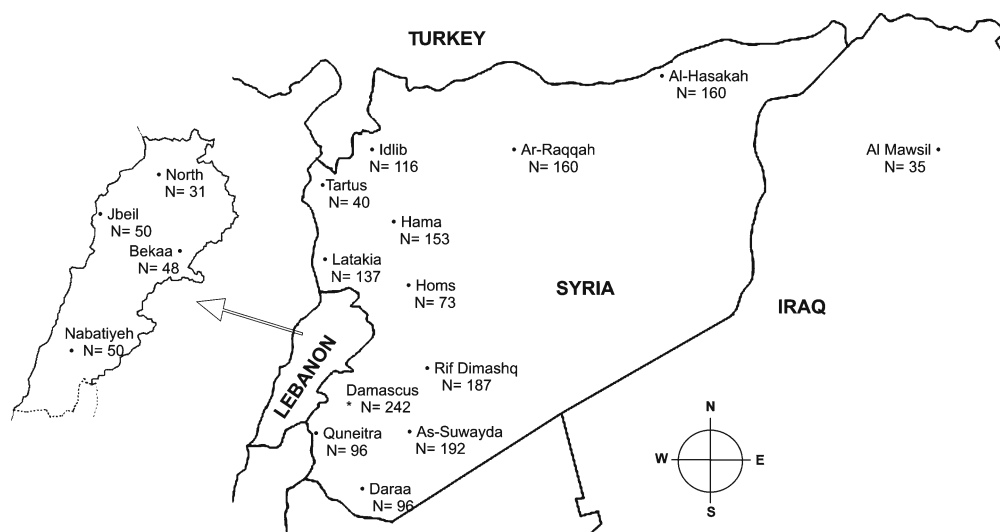 TURKEY
Al-Hasakah
N= 160
Idlib
N= 116
Ar-Raqqah
N= 160
Al Mawsil
N= 35
North
N= 31
Tartus
N= 40
Jbeil
N= 50
Hama
N= 153
Bekaa
N= 48
Latakia
N= 137
Homs
N= 73
SYRIA
IRAQ
Nabatiyeh
N= 50
LEBANON
Rif Dimashq
N= 187
Damascus
* N= 242
Quneitra
N= 96
As-Suwayda
N= 192
Daraa
N= 96
N
W
E
S